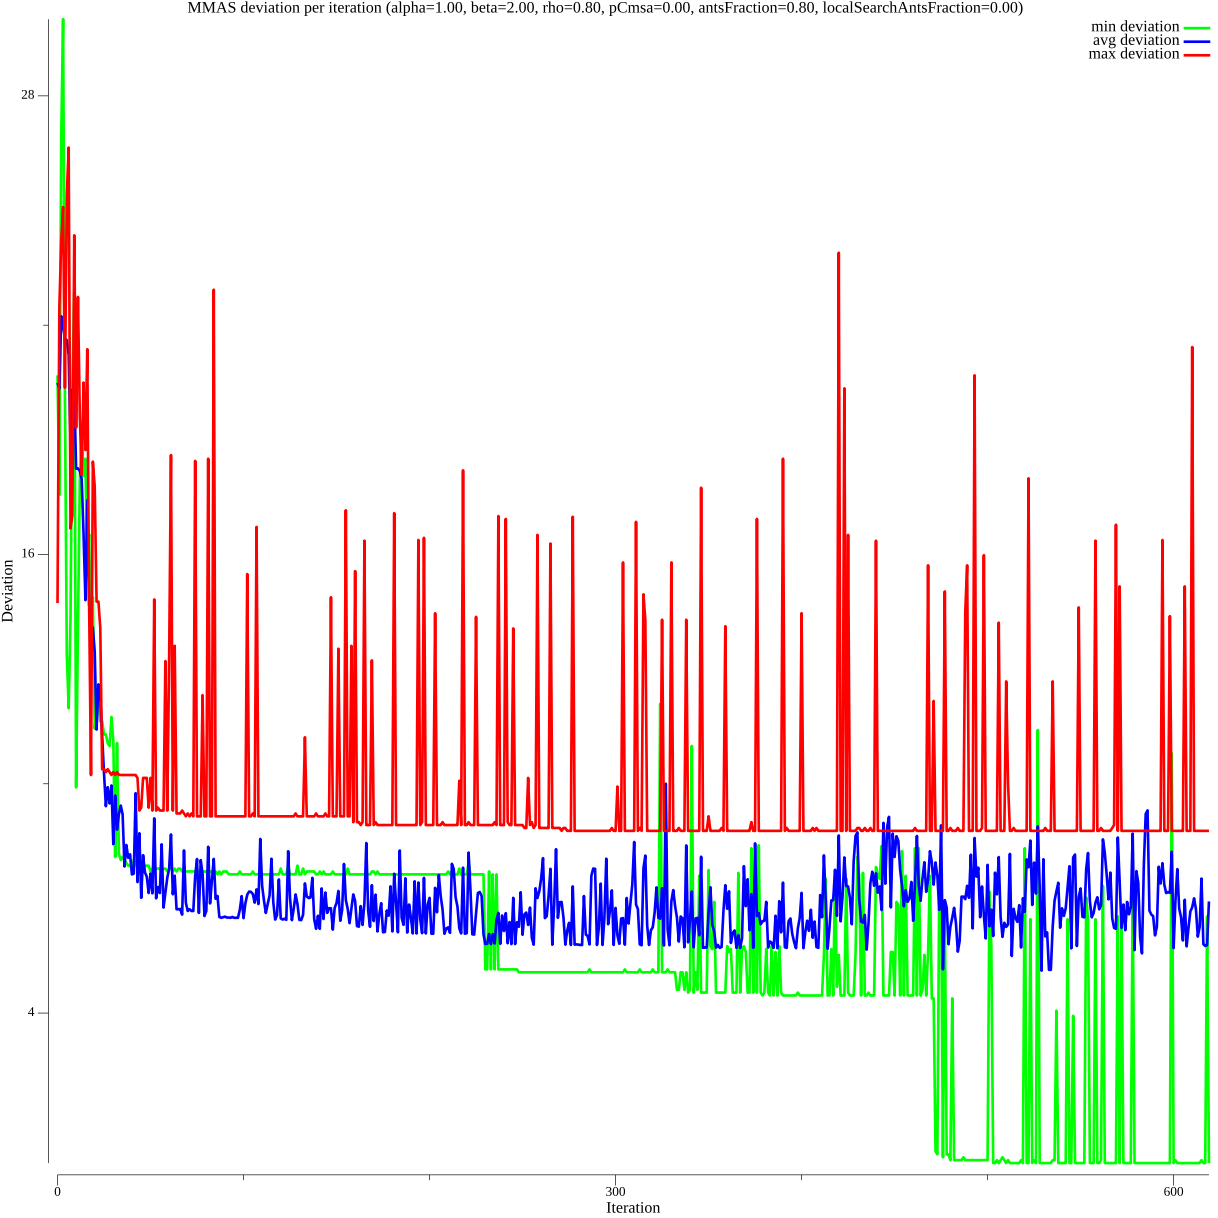 MMAS deviation per iteration (alpha=1.00, beta=2.00, rho=0.80, pCmsa=0.00, antsFraction=0.80, localSearchAntsFraction=0.00)
min deviation
avg deviation
max deviation
28
16
4
Deviation
0
300
600
Iteration